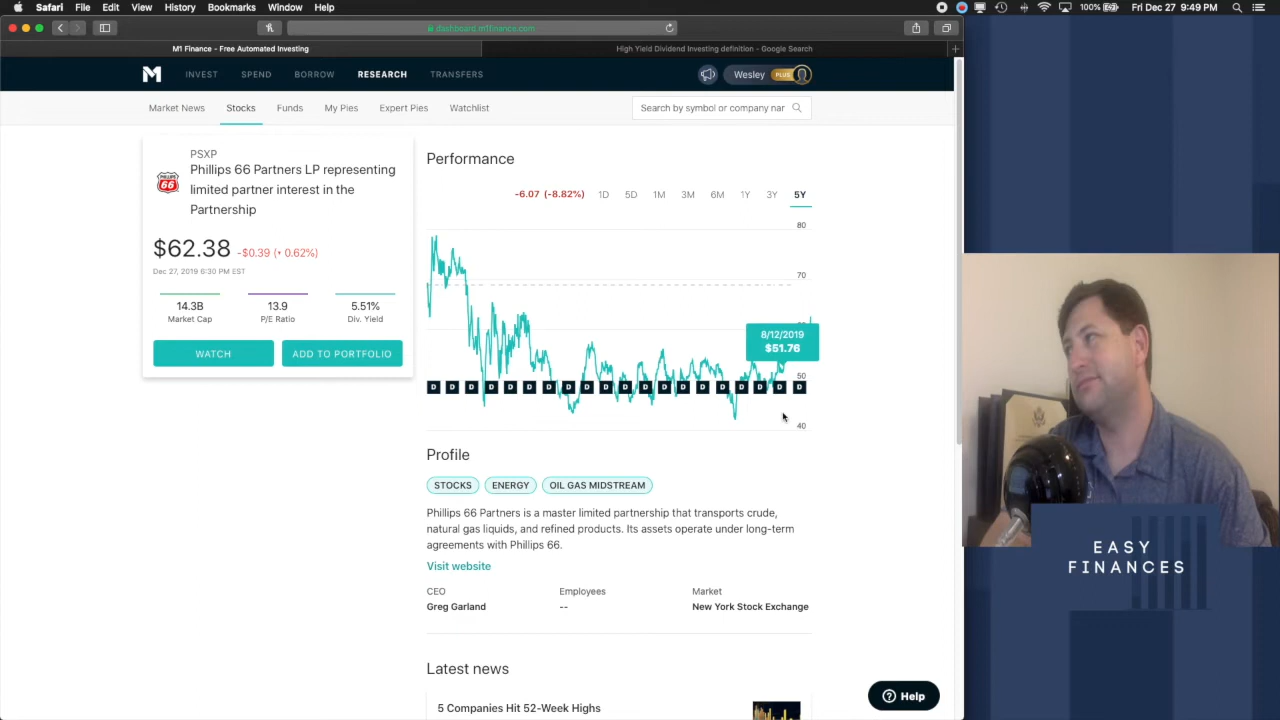 Safari File Edit View History Bookmarks Window Help
100% Fri Dec 27 9:49 PM
dashboard.m1finance.com
M1 Finance - Free Automated Investing
High Yield Dividend Investing definition - Google Search
INVEST SPEND BORROW RESEARCH TRANSFERS
Wesley PLUS
Market News Stocks Funds My Pies Expert Pies Watchlist
Search by symbol or company nar
PSXP
Phillips 66 Partners LP representing
limited partner interest in the
Partnership
PHILLIPS
66
$62.38 -$0.39 (▼ 0.62%)
Dec 27, 2019 6:30 PM EST
14.3B 13.9 5.51%
Market Cap P/E Ratio Div. Yield
WATCH ADD TO PORTFOLIO
Performance
-6.07 (-8.82%) 1D 5D 1M 3M 6M 1Y 3Y 5Y
80
70
8/12/2019
$51.76
50
D D D D D D D D D D D D D D D D D D D D
40
Profile
STOCKS ENERGY OIL GAS MIDSTREAM
Phillips 66 Partners is a master limited partnership that transports crude,
natural gas liquids, and refined products. Its assets operate under long-term
agreements with Phillips 66.
Visit website
CEO Employees Market
Greg Garland -- New York Stock Exchange
Latest news
5 Companies Hit 52-Week Highs
Help
EASY
FINANCES